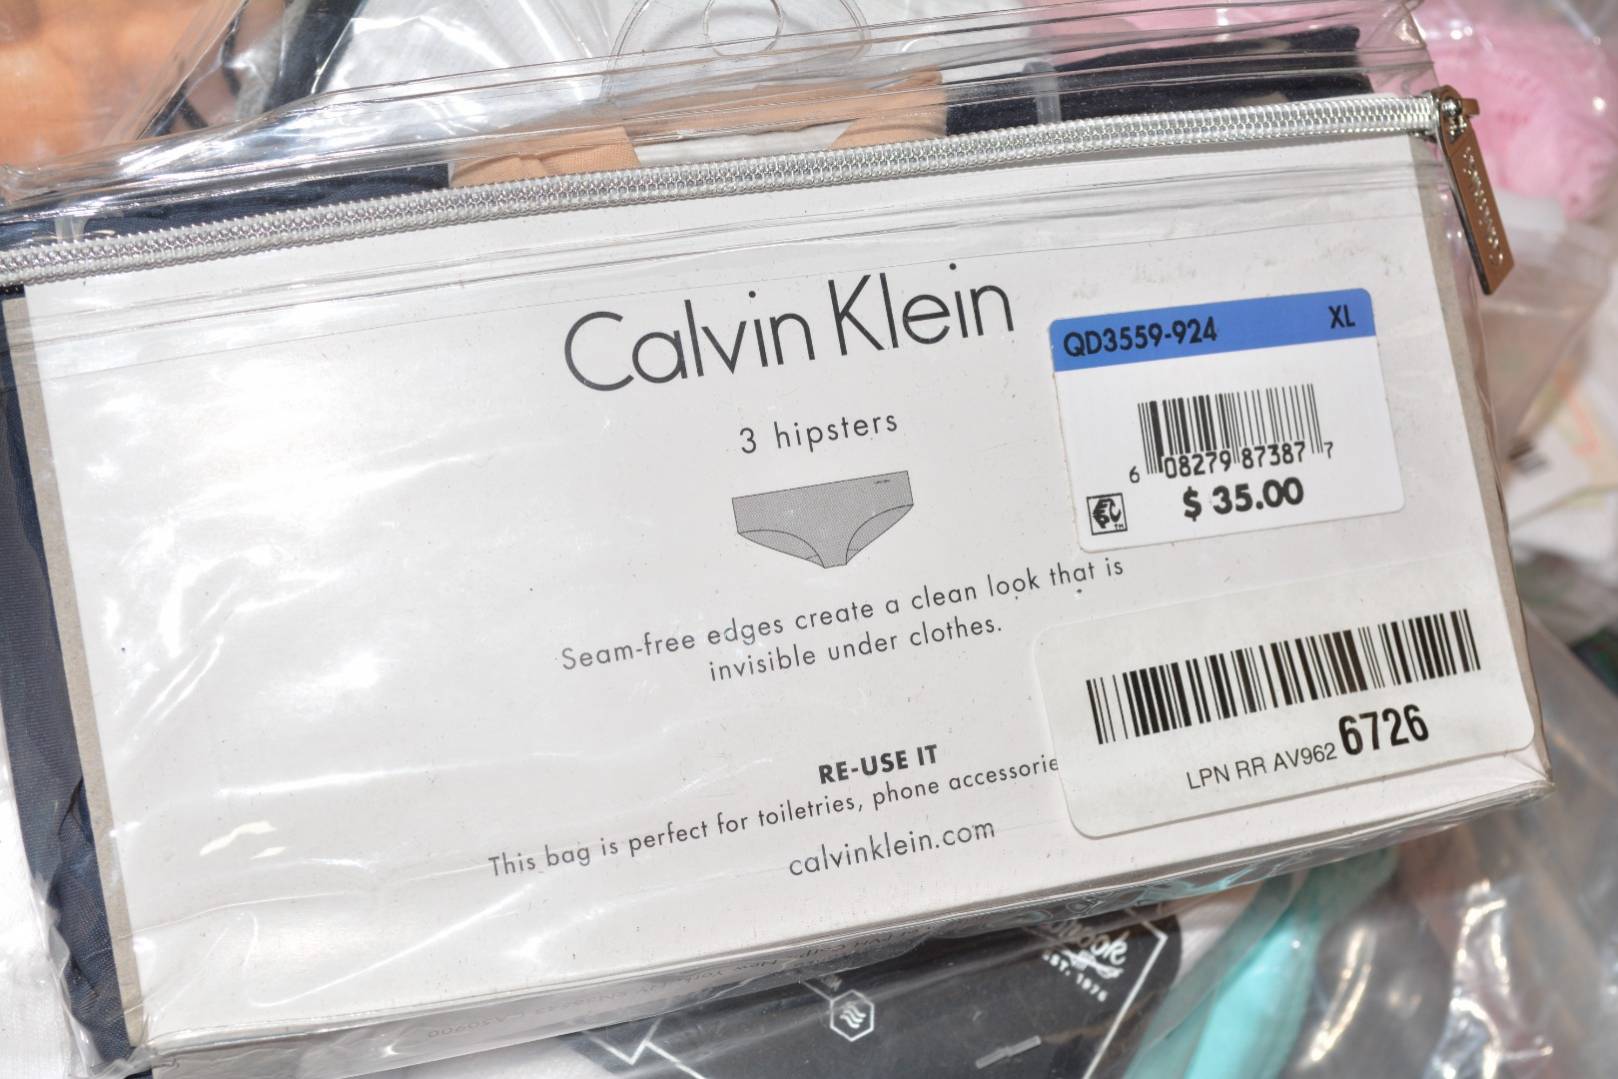 Calvin Klein
3 hipsters
Seam-free edges create a clean look that is
invisible under clothes.
RE-USE IT
This bag is perfect for toiletries, phone accessorie
calvinklein.com
QD3559-924 XL
6 08279 87387 7
$ 35.00
LPN RR AV962 6726
EST. 1976